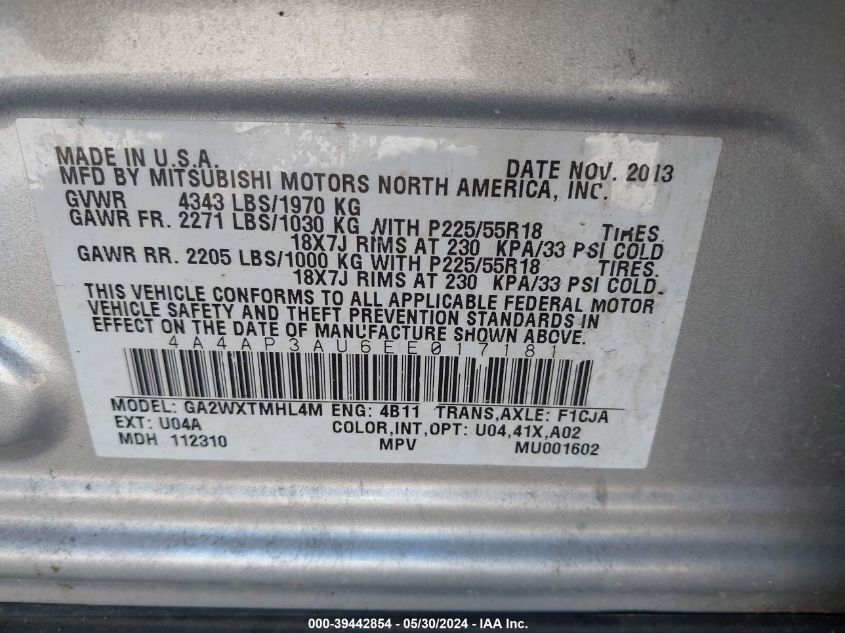 MADE IN U.S.A. DATE NOV. 2013
MFD BY MITSUBISHI MOTORS NORTH AMERICA, INC.
GVWR 4343 LBS/1970 KG
GAWR FR. 2271 LBS/1030 KG WITH P225/55R18 TIRES
18X7J RIMS AT 230 KPA/33 PSI COLD
GAWR RR. 2205 LBS/1000 KG WITH P225/55R18 TIRES.
18X7J RIMS AT 230 KPA/33 PSI COLD.
THIS VEHICLE CONFORMS TO ALL APPLICABLE FEDERAL MOTOR
VEHICLE SAFETY AND THEFT PREVENTION STANDARDS IN
EFFECT ON THE DATE OF MANUFACTURE SHOWN ABOVE.
4A4AP3AU6EE017181
MODEL: GA2WXTMHL4M ENG: 4B11 TRANS,AXLE: F1CJA
EXT: U04A COLOR,INT,OPT: U04,41X,A02
MDH 112310 MPV MU001602
000-39442854 / 05/30/2024 - IAA Inc.